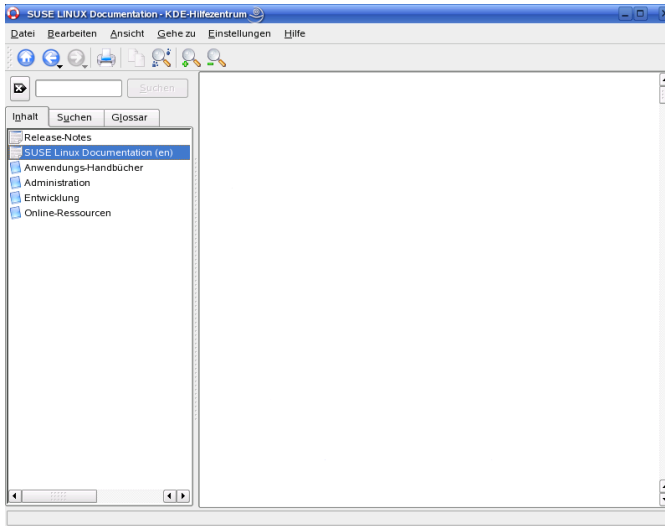 SUSE LINUX Documentation - KDE-Hilfezentrum
Datei Bearbeiten Ansicht Gehe zu Einstellungen Hilfe
Suchen
Inhalt Suchen Glossar
Release-Notes
SUSE Linux Documentation (en)
Anwendungs-Handbücher
Administration
Entwicklung
Online-Ressourcen